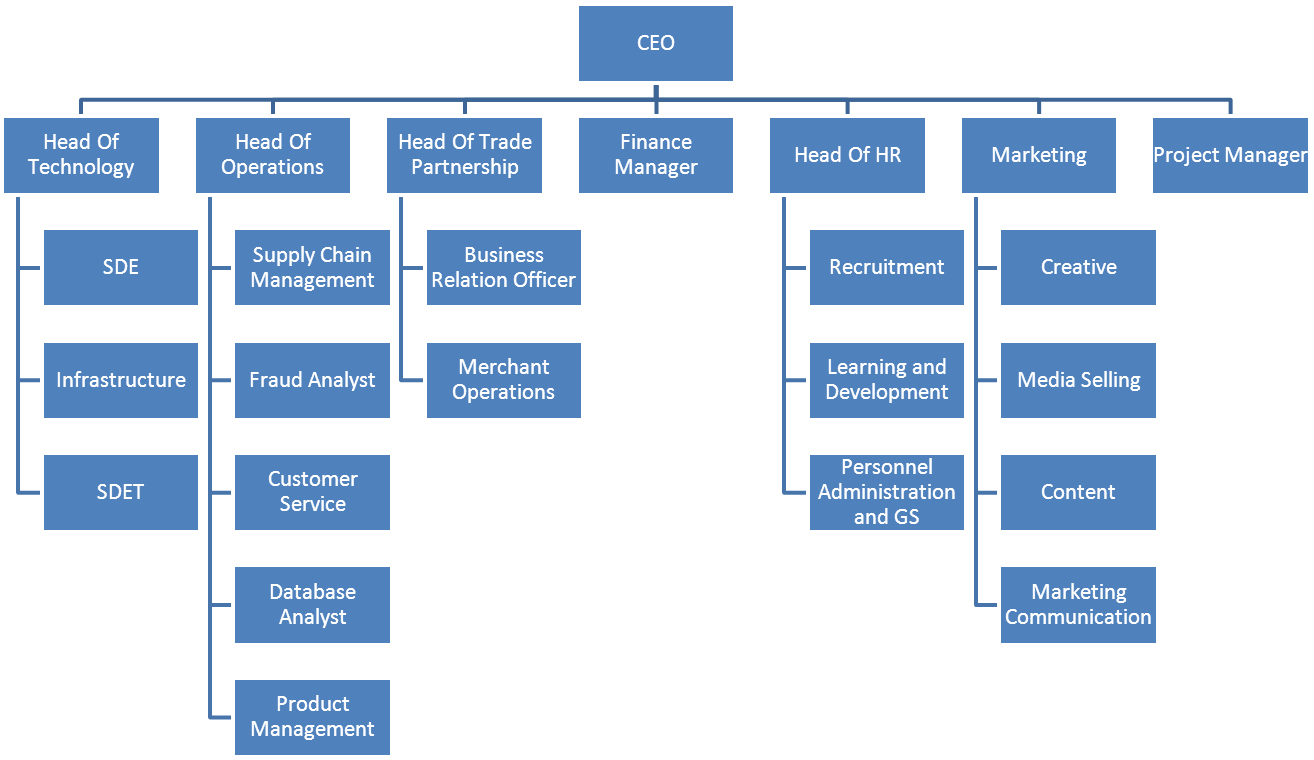 CEO
Head Of
Technology
Head Of
Operations
Head Of Trade
Partnership
Finance
Manager
Head Of HR
Marketing
Project Manager
SDE
Infrastructure
SDET
Supply Chain
Management
Fraud Analyst
Customer
Service
Database
Analyst
Product
Management
Business
Relation Officer
Merchant
Operations
Recruitment
Learning and
Development
Personnel
Administration
and GS
Creative
Media Selling
Content
Marketing
Communication